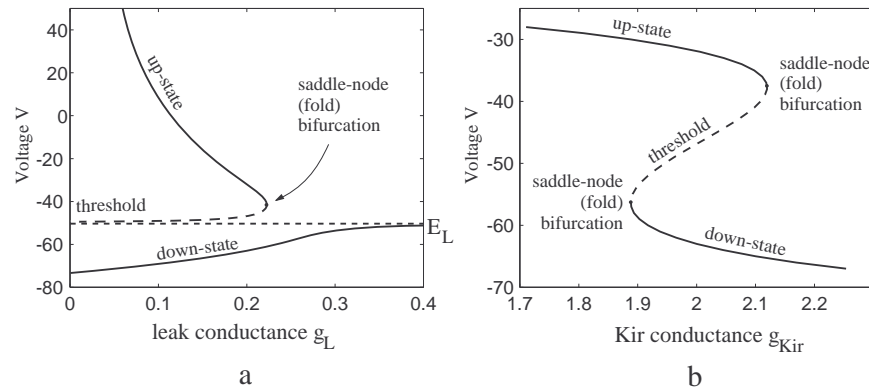 40
20
0
-20
-40
-60
-80
Voltage V
up-state
saddle-node
(fold)
bifurcation
threshold
E_L
down-state
0
0.1
0.2
0.3
0.4
leak conductance g_L
a
-30
-40
-50
-60
-70
Voltage V
up-state
saddle-node
(fold)
bifurcation
threshold
saddle-node
(fold)
bifurcation
down-state
1.7
1.8
1.9
2
2.1
2.2
Kir conductance g_Kir
b